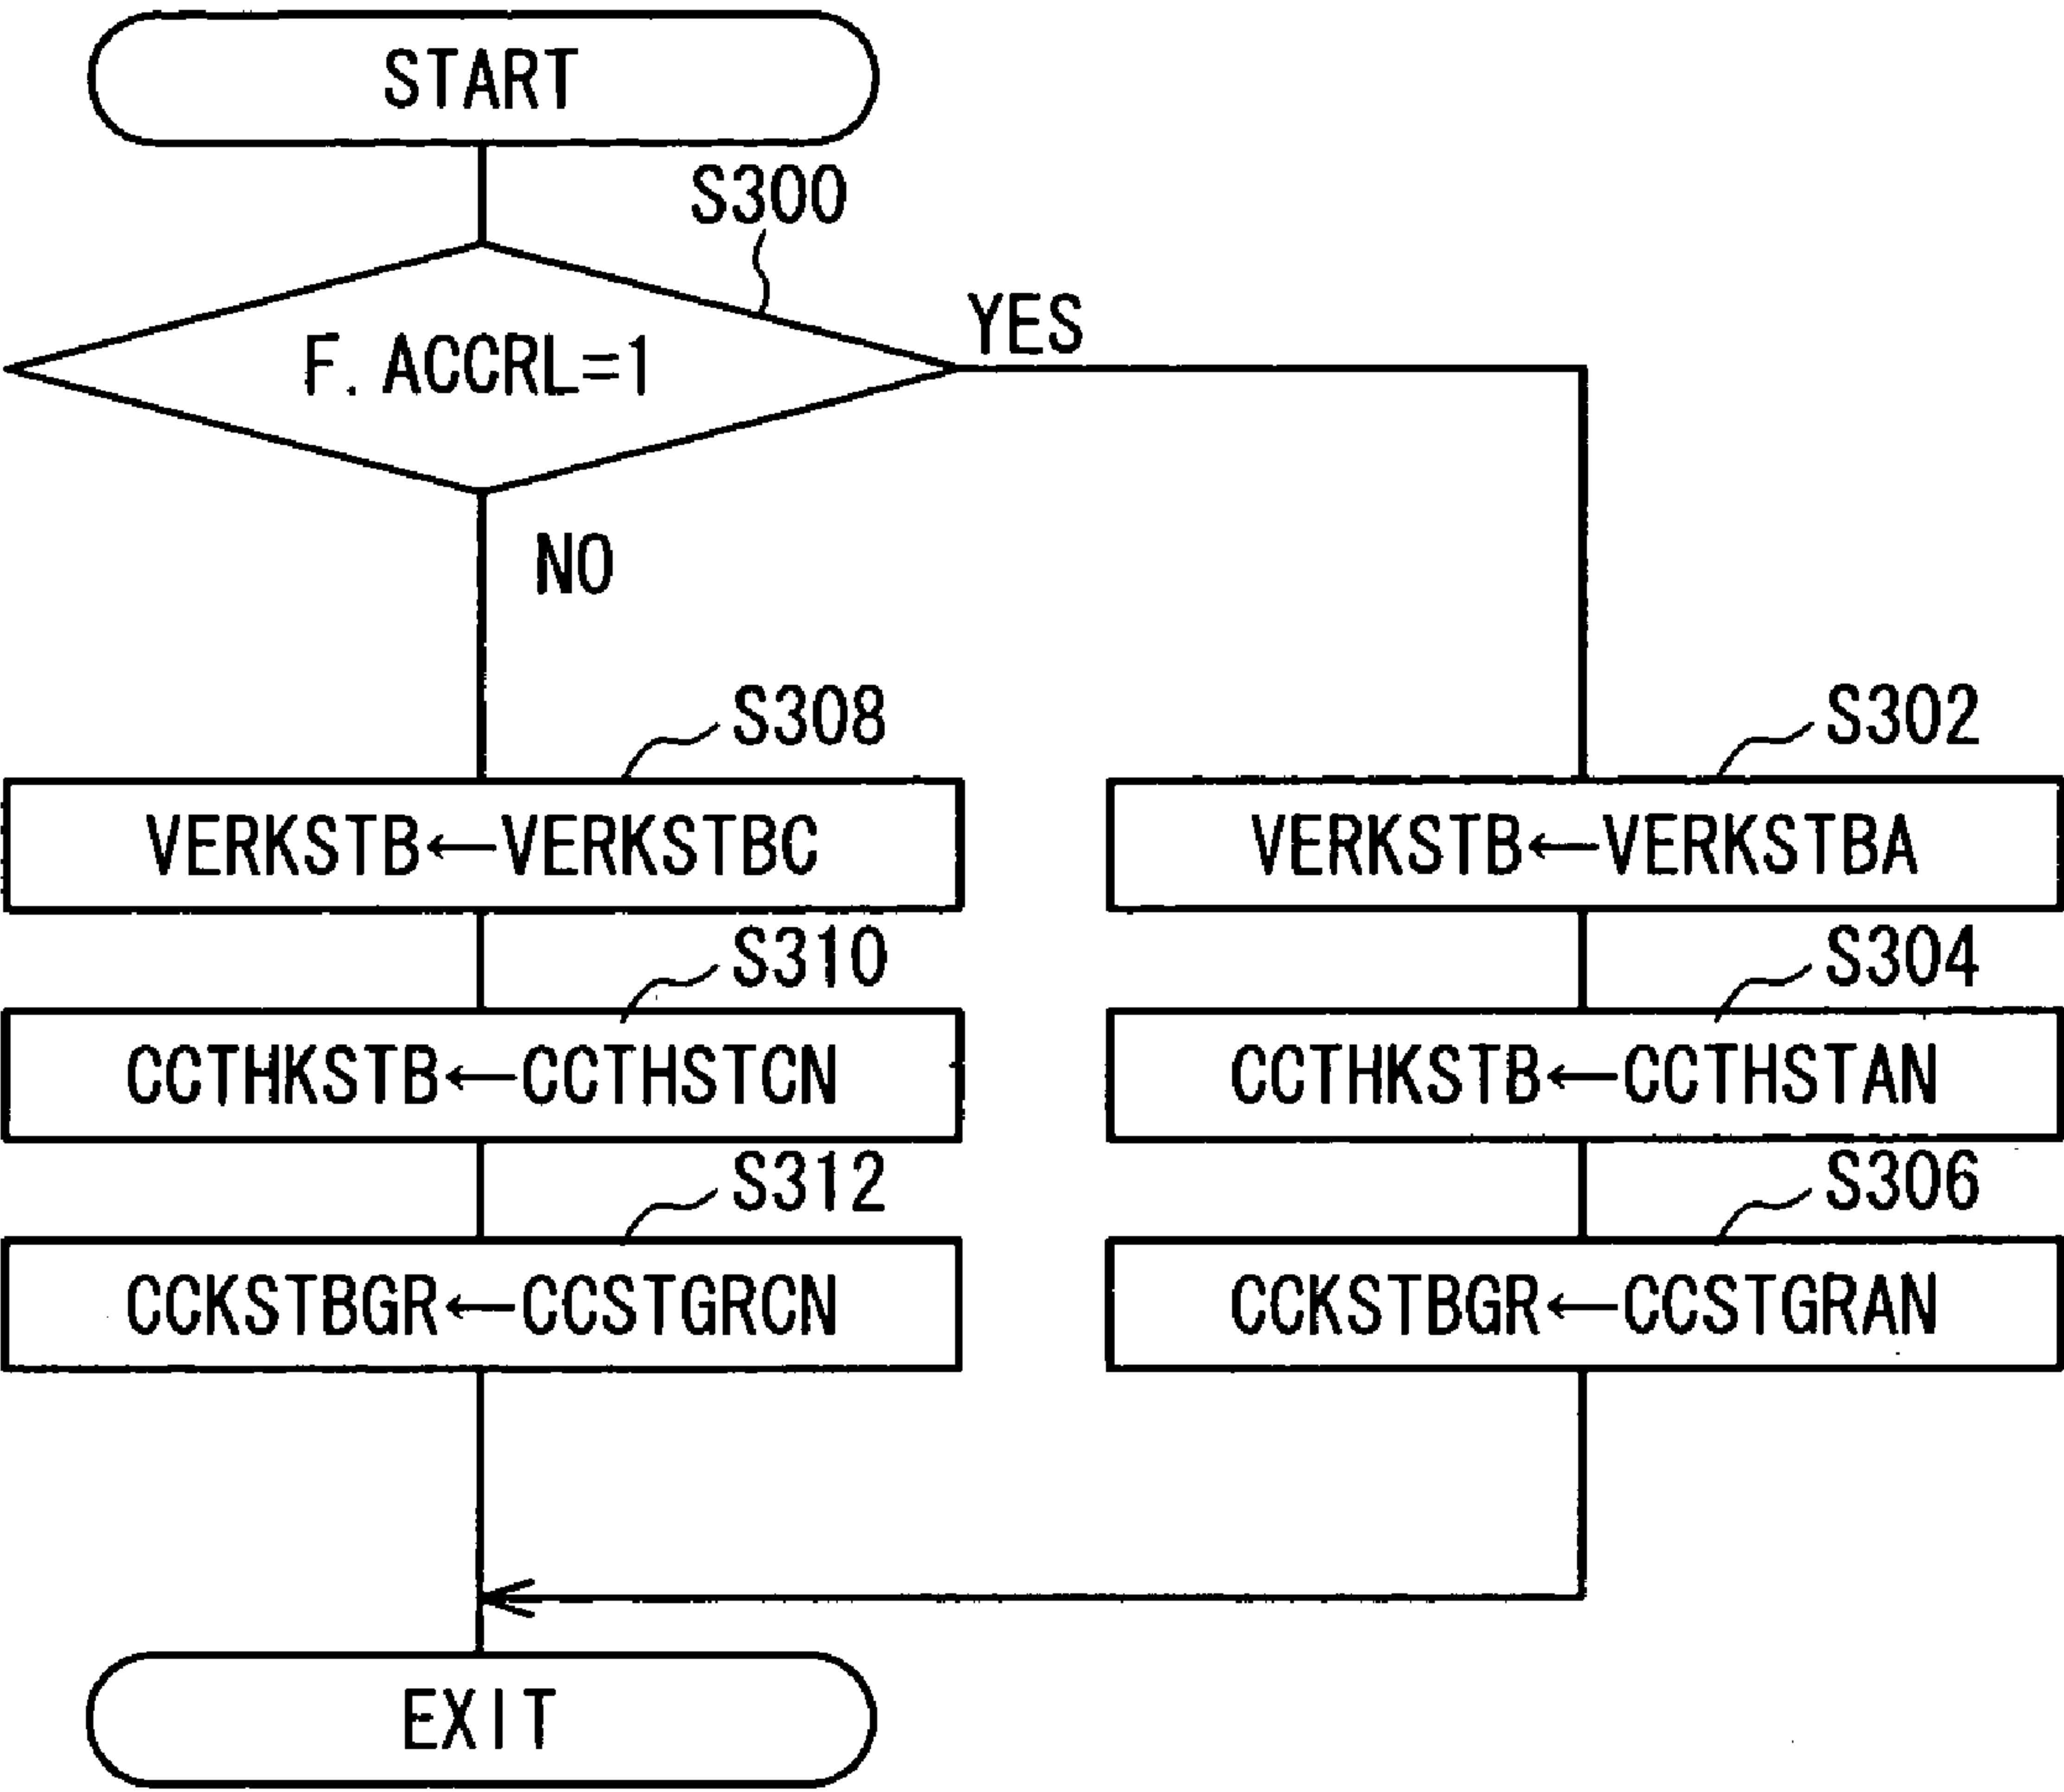 START
S300
F. ACCRL=1
YES
NO
S308
VERKSTB←VERKSTBC
S310
CCTHKSTB←CCTHSTCN
S312
CCKSTBGR←CCSTGRCN
S302
VERKSTB←VERKSTBA
S304
CCTHKSTB←CCTHSTAN
S306
CCKSTBGR←CCSTGRAN
EXIT